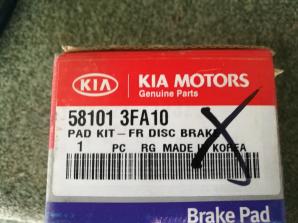 KIA KIA MOTORS
Genuine Parts
58101 3FA10
PAD KIT-FR DISC BRAKE
1 PC RG MADE IN KOREA
Brake Pad